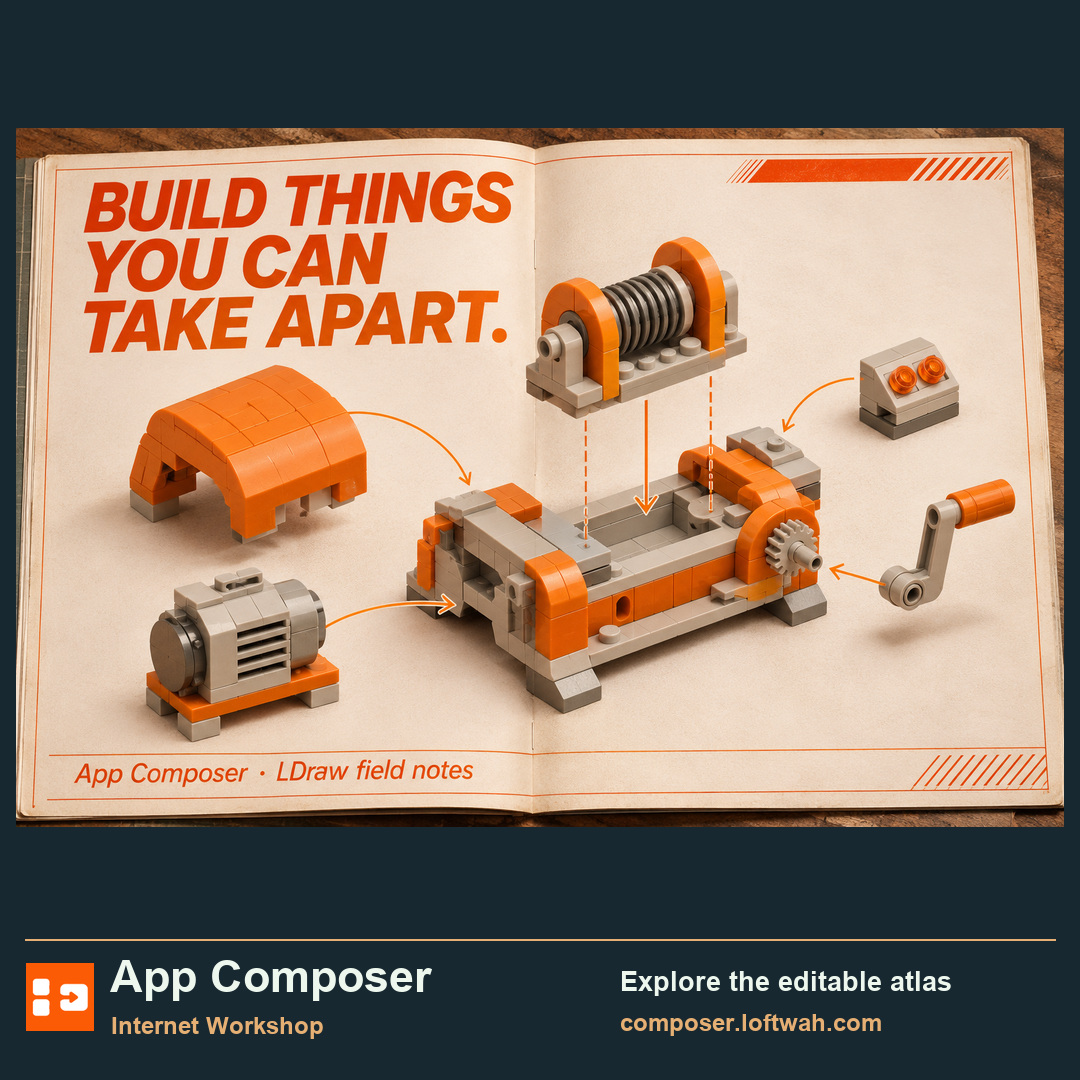 BUILD THINGS
YOU CAN
TAKE APART.
App Composer · LDraw field notes
App Composer
Internet Workshop
Explore the editable atlas
composer.loftwah.com